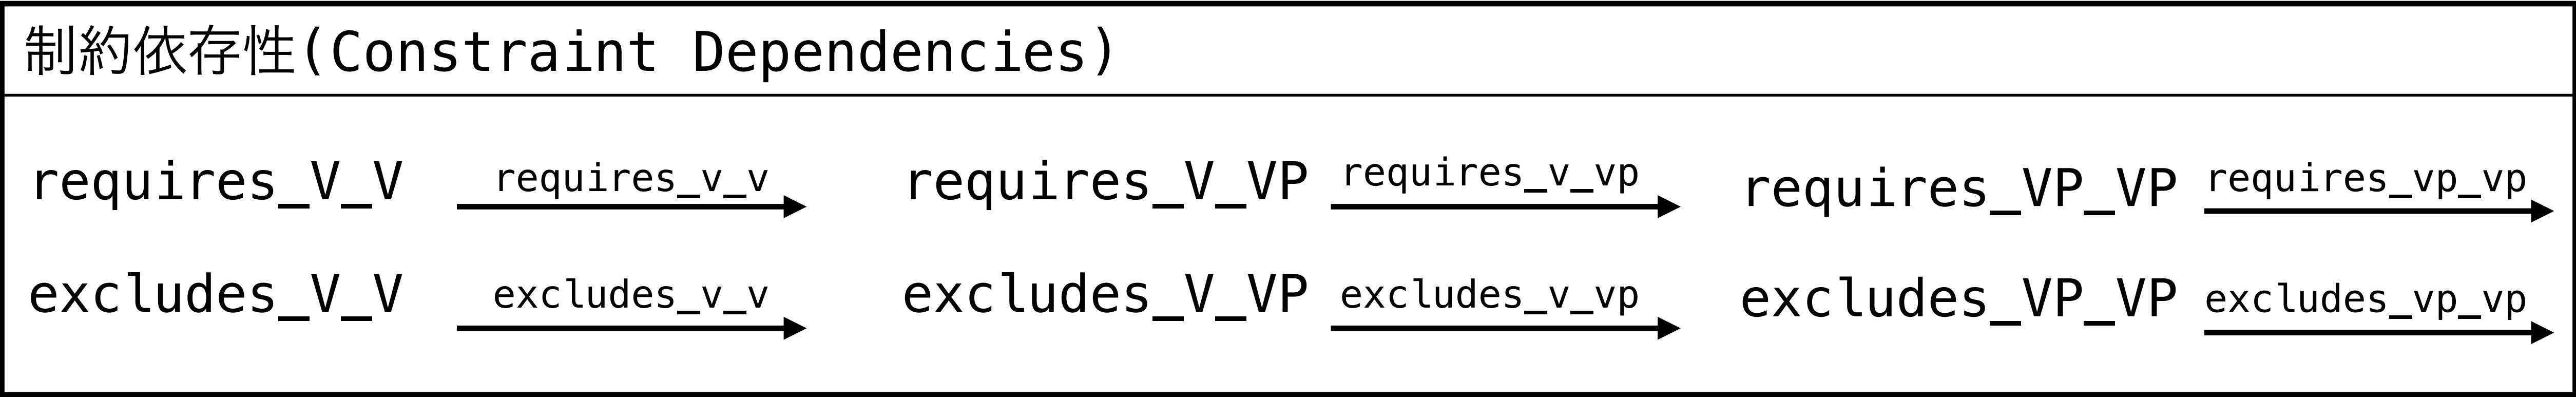 制約依存性(Constraint Dependencies)
requires_V_V requires_v_v requires_V_VP requires_v_vp requires_VP_VP requires_vp_vp
excludes_V_V excludes_v_v excludes_V_VP excludes_v_vp excludes_VP_VP excludes_vp_vp